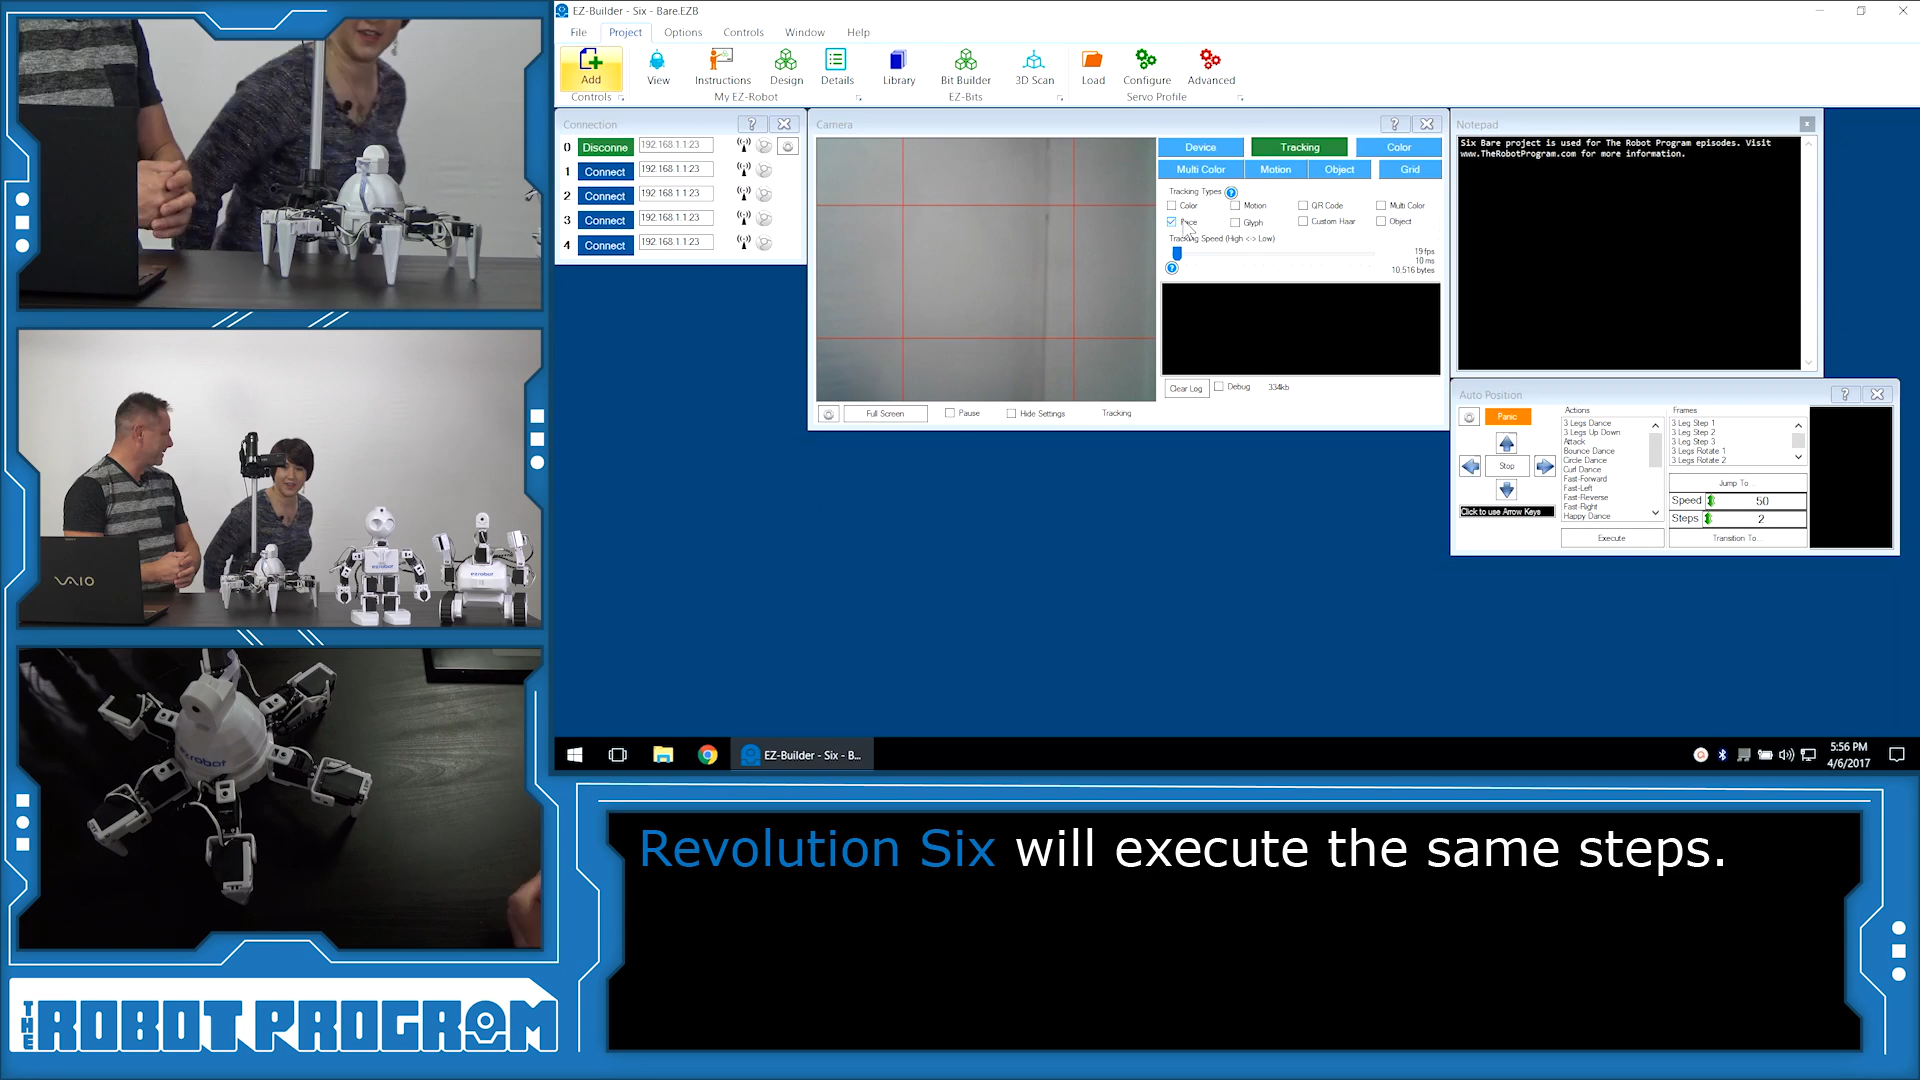 EZ-Builder - Six - Bare.EZB
File Project Options Controls Window Help
Add View Instructions Design Details Library Bit Builder 3D Scan Load Configure Advanced
Controls My EZ-Robot EZ-Bits Servo Profile
Connection
0 Disconne 192.168.1.1:23
1 Connect 192.168.1.1:23
2 Connect 192.168.1.1:23
3 Connect 192.168.1.1:23
4 Connect 192.168.1.1:23
Camera
Device Tracking Color
Multi Color Motion Object Grid
Tracking Types
Color Motion QR Code Multi Color
Glyph Custom Haar Object
Tracking Speed (High <-> Low)
19 fps
10 ms
10.516 bytes
Clear Log Debug 334kb
Full Screen Pause Hide Settings Tracking
Notepad
Six Bare project is used for The Robot Program episodes. Visit
www.TheRobotProgram.com for more information.
Auto Position
Panic
Stop
Click to use Arrow Keys
Actions
3 Legs Dance
3 Legs Up Down
Attack
Bounce Dance
Circle Dance
Curl Dance
Fast-Forward
Fast-Left
Fast-Reverse
Fast-Right
Happy Dance
Execute
Frames
3 Leg Step 1
3 Leg Step 2
3 Leg Step 3
3 Legs Rotate 1
3 Legs Rotate 2
Jump To...
Speed 50
Steps 2
Transition To...
EZ-Builder - Six - B...
5:56 PM
4/6/2017
VAIO
ezrobot
ezrobot
ezrobot
Revolution Six will execute the same steps.
THE ROBOT PROGRAM